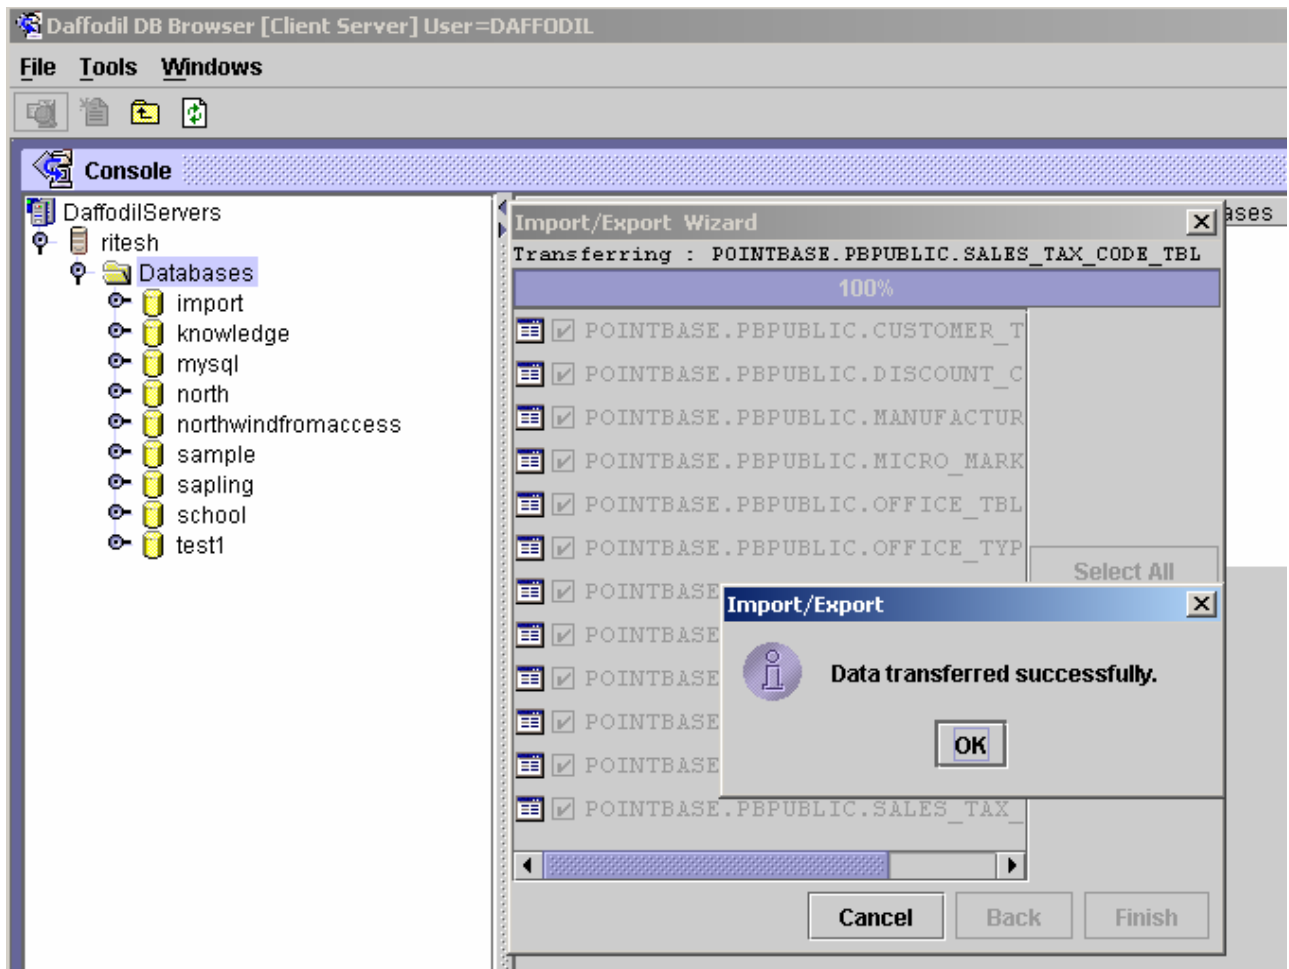 Daffodil DB Browser [Client Server] User=DAFFODIL
File Tools Windows
Console
DaffodilServers
ritesh
Databases
import
knowledge
mysql
north
northwindfromaccess
sample
sapling
school
test1
ases
Import/Export Wizard
Transferring : POINTBASE.PBPUBLIC.SALES_TAX_CODE_TBL
100%
POINTBASE.PBPUBLIC.CUSTOMER_T
POINTBASE.PBPUBLIC.DISCOUNT_C
POINTBASE.PBPUBLIC.MANUFACTUR
POINTBASE.PBPUBLIC.MICRO_MARK
POINTBASE.PBPUBLIC.OFFICE_TBL
POINTBASE.PBPUBLIC.OFFICE_TYP
POINTBASE
POINTBASE
POINTBASE
POINTBASE
POINTBASE
POINTBASE.PBPUBLIC.SALES_TAX_
Select All
Import/Export
Data transferred successfully.
OK
Cancel Back Finish